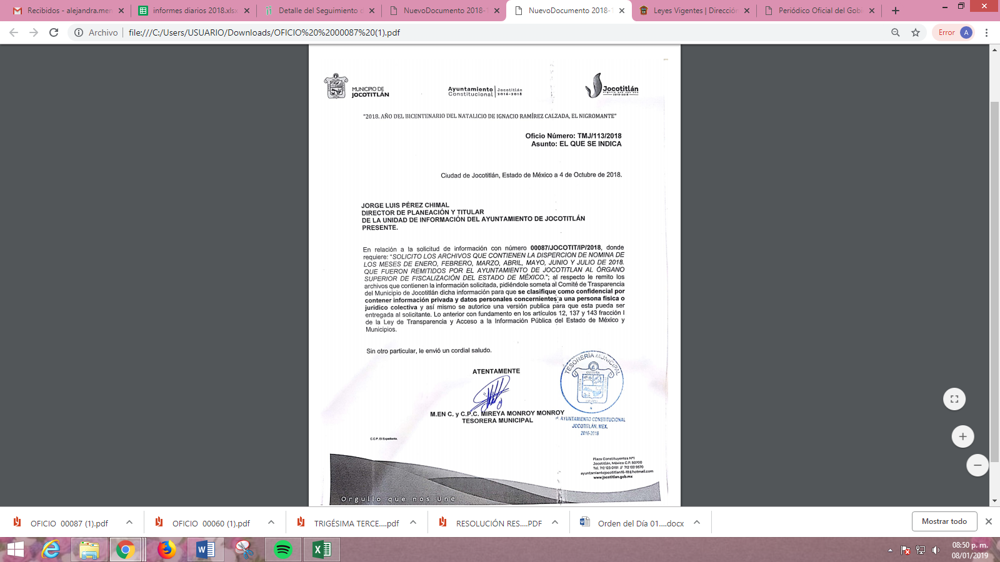 Recibidos - alejandra.men
informes diarios 2018.xlsx
Detalle del Seguimiento d
NuevoDocumento 2018-1
NuevoDocumento 2018-1
Leyes Vigentes | Dirección
Periódico Oficial del Gobi
Archivo
file:///C:/Users/USUARIO/Downloads/OFICIO%20%2000087%20(1).pdf
Error
A
MUNICIPIO DE
JOCOTITLÁN
Ayuntamiento
Constitucional
Jocotitlán
2016-2018
Jocotitlán
2016-2018
"2018. AÑO DEL BICENTENARIO DEL NATALICIO DE IGNACIO RAMÍREZ CALZADA, EL NIGROMANTE"
Oficio Número: TMJ/113/2018
Asunto: EL QUE SE INDICA
Ciudad de Jocotitlán, Estado de México a 4 de Octubre de 2018.
JORGE LUIS PÉREZ CHIMAL
DIRECTOR DE PLANEACIÓN Y TITULAR
DE LA UNIDAD DE INFORMACIÓN DEL AYUNTAMIENTO DE JOCOTITLÁN
PRESENTE.
En relación a la solicitud de información con número 00087/JOCOTIT/IP/2018, donde
requiere: "SOLICITO LOS ARCHIVOS QUE CONTIENEN LA DISPERCION DE NOMINA DE
LOS MESES DE ENERO, FEBRERO, MARZO, ABRIL, MAYO, JUNIO Y JULIO DE 2018.
QUE FUERON REMITIDOS POR EL AYUNTAMIENTO DE JOCOTITLAN AL ÓRGANO
SUPERIOR DE FISCALIZACIÓN DEL ESTADO DE MÉXICO."; al respecto le remito los
archivos que contienen la información solicitada, pidiéndole someta al Comité de Trasparencia
del Municipio de Jocotitlán dicha información para que se clasifique como confidencial por
contener información privada y datos personales concernientes a una persona fisica o
jurídico colectiva y así mismo se autorice una versión publica para que esta pueda ser
entregada al solicitante. Lo anterior con fundamento en los artículos 12, 137 y 143 fracción I
de la Ley de Transparencia y Acceso a la Información Pública del Estado de México y
Municipios.
Sin otro particular, le envió un cordial saludo.
ATENTAMENTE
TESORERÍA MUNICIPAL
M.EN C. y C.P.C. MIREYA MONROY MONROY
TESORERA MUNICIPAL
H. AYUNTAMIENTO CONSTITUCIONAL
JOCOTITLÁN, MEX.
2016-2018
C.C.P. El Expediente.
Plaza Constituyentes Nº1
Jocotitlán, México C.P. 50700
Tel. 712 123 0191 // 712 122 9570
ayuntamientojocotitlan16-18@hotmail.com
www.jocotitlan.gob.mx
Orgullo que nos Une
OFICIO 00087 (1).pdf
OFICIO 00060 (1).pdf
TRIGÉSIMA TERCE....pdf
RESOLUCIÓN RES....PDF
Orden del Día 01....docx
Mostrar todo
08:50 p. m.
08/01/2019